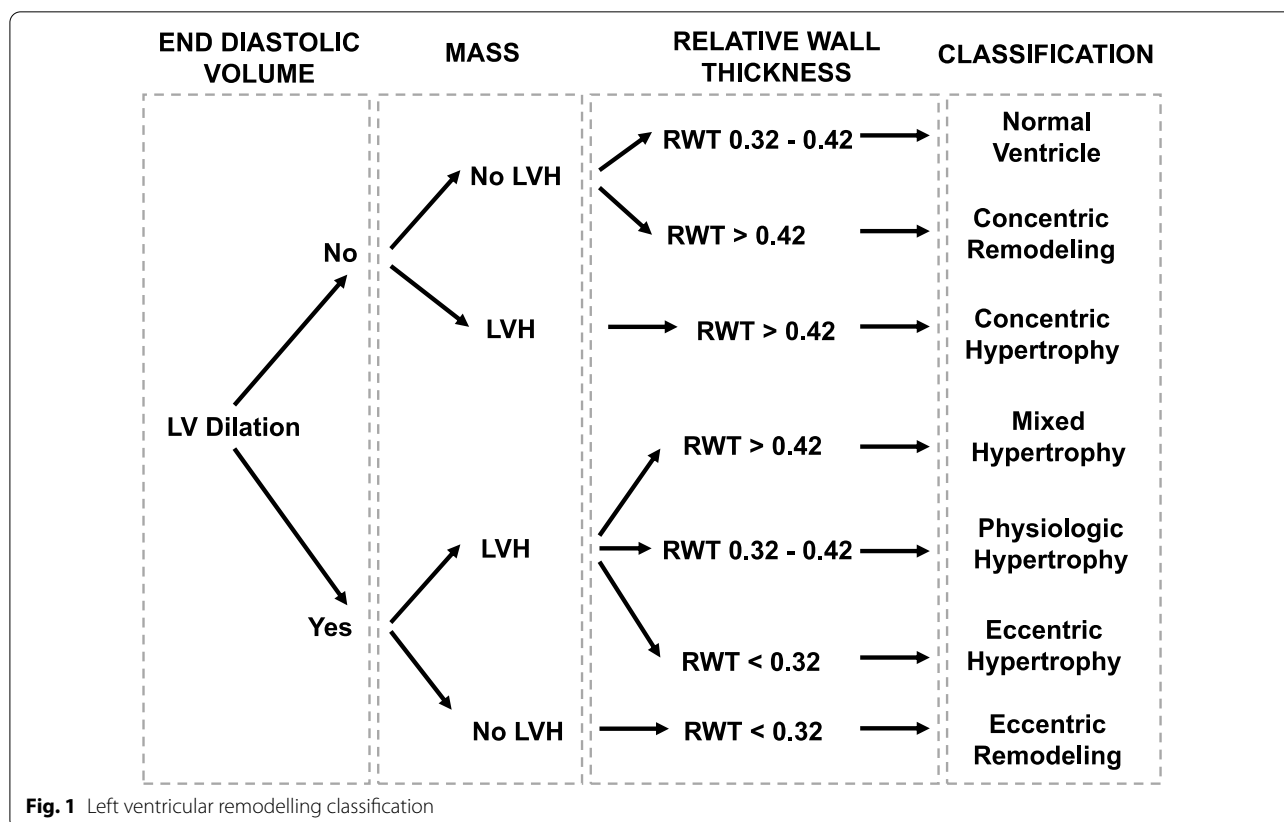 END DIASTOLIC
VOLUME
MASS
RELATIVE WALL
THICKNESS
CLASSIFICATION
LV Dilation
No
Yes
No LVH
LVH
LVH
No LVH
RWT 0.32 - 0.42
RWT > 0.42
RWT > 0.42
RWT > 0.42
RWT 0.32 - 0.42
RWT < 0.32
RWT < 0.32
Normal
Ventricle
Concentric
Remodeling
Concentric
Hypertrophy
Mixed
Hypertrophy
Physiologic
Hypertrophy
Eccentric
Hypertrophy
Eccentric
Remodeling
Fig. 1 Left ventricular remodelling classification